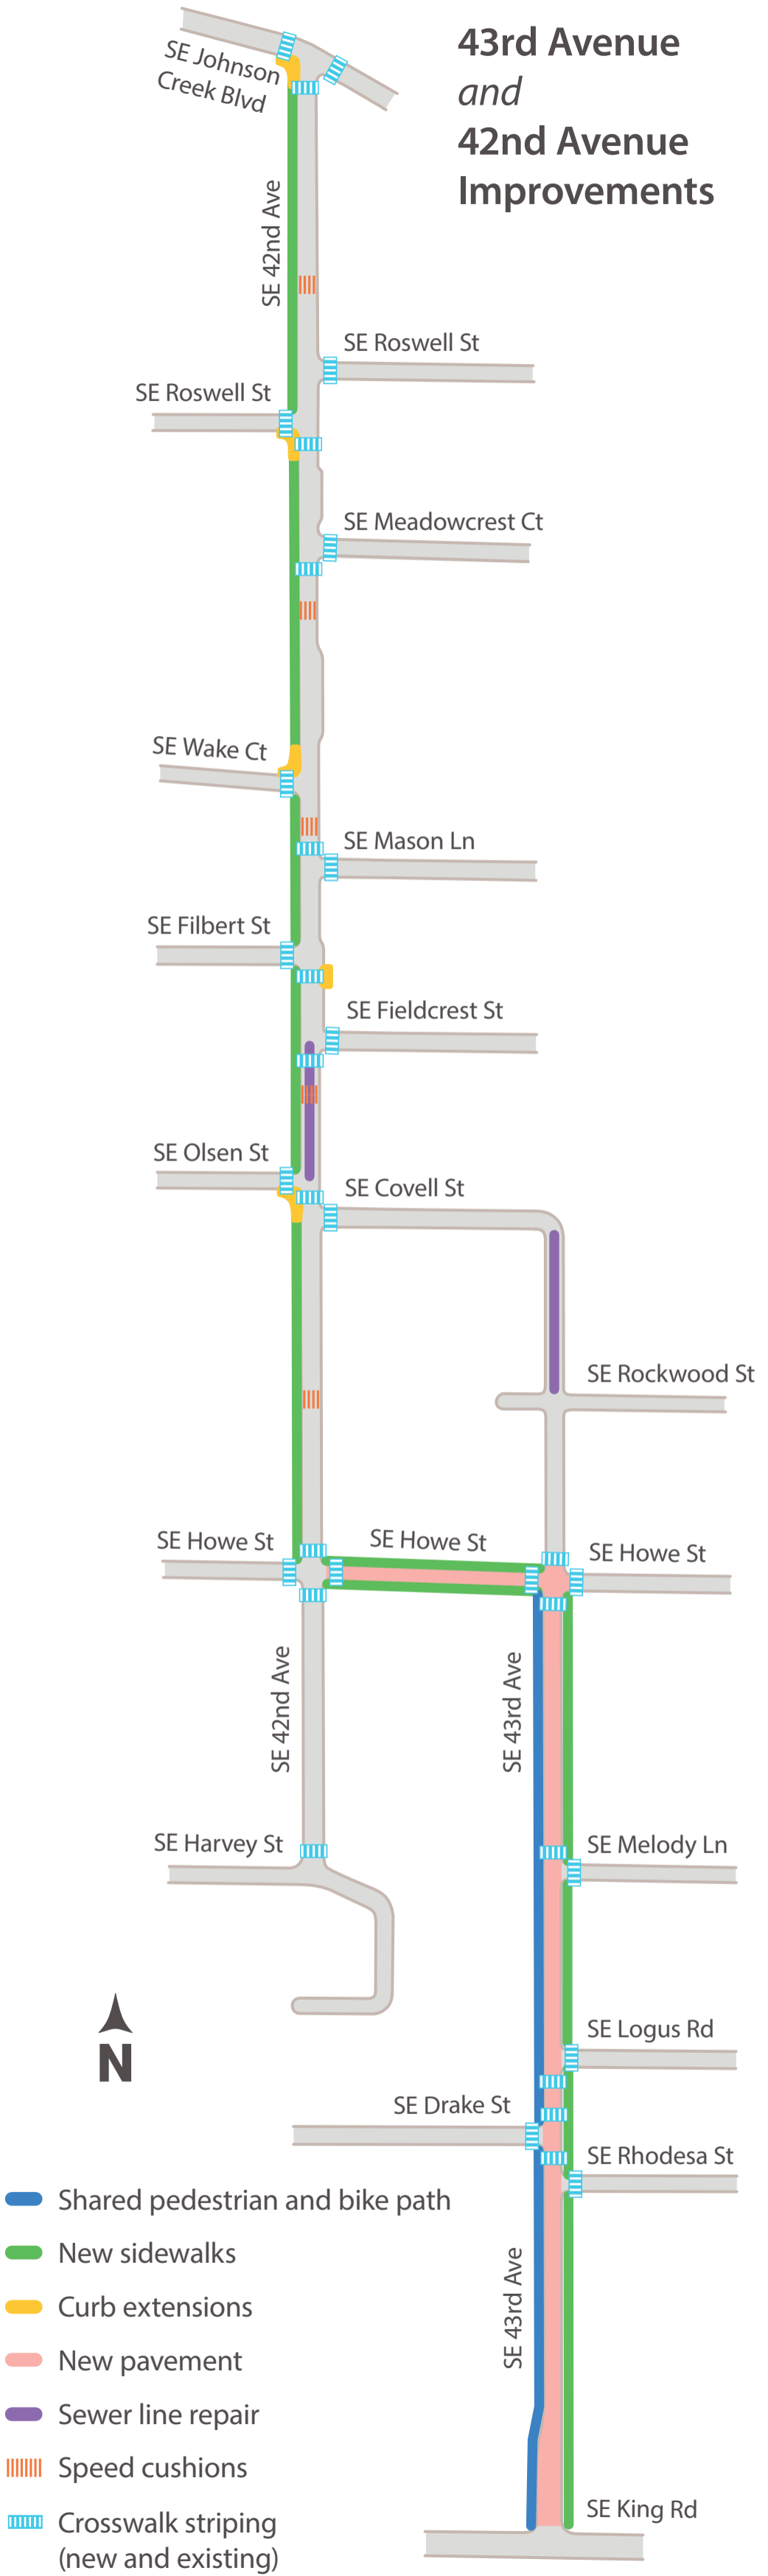 43rd Avenue
and
42nd Avenue
Improvements
SE Johnson
Creek Blvd
SE 42nd Ave
SE Roswell St
SE Roswell St
SE Meadowcrest Ct
SE Wake Ct
SE Mason Ln
SE Filbert St
SE Fieldcrest St
SE Olsen St
SE Covell St
SE Rockwood St
SE Howe St
SE Howe St
SE Howe St
SE 42nd Ave
SE 43rd Ave
SE Harvey St
SE Melody Ln
N
SE Logus Rd
SE Drake St
SE Rhodesa St
SE 43rd Ave
SE King Rd
Shared pedestrian and bike path
New sidewalks
Curb extensions
New pavement
Sewer line repair
Speed cushions
Crosswalk striping
(new and existing)